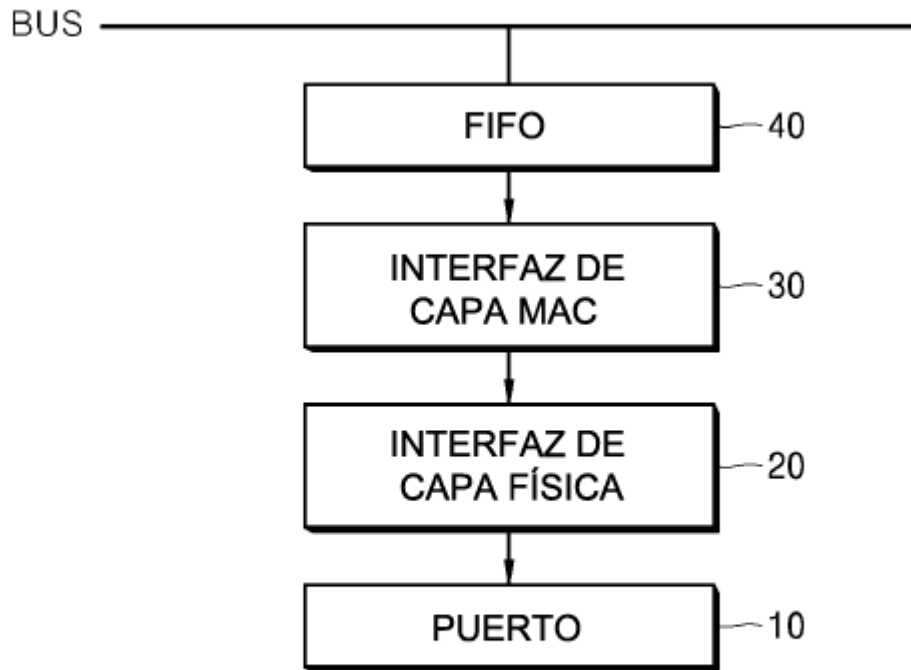 BUS
FIFO
40
INTERFAZ DE
CAPA MAC
30
INTERFAZ DE
CAPA FÍSICA
20
PUERTO
10